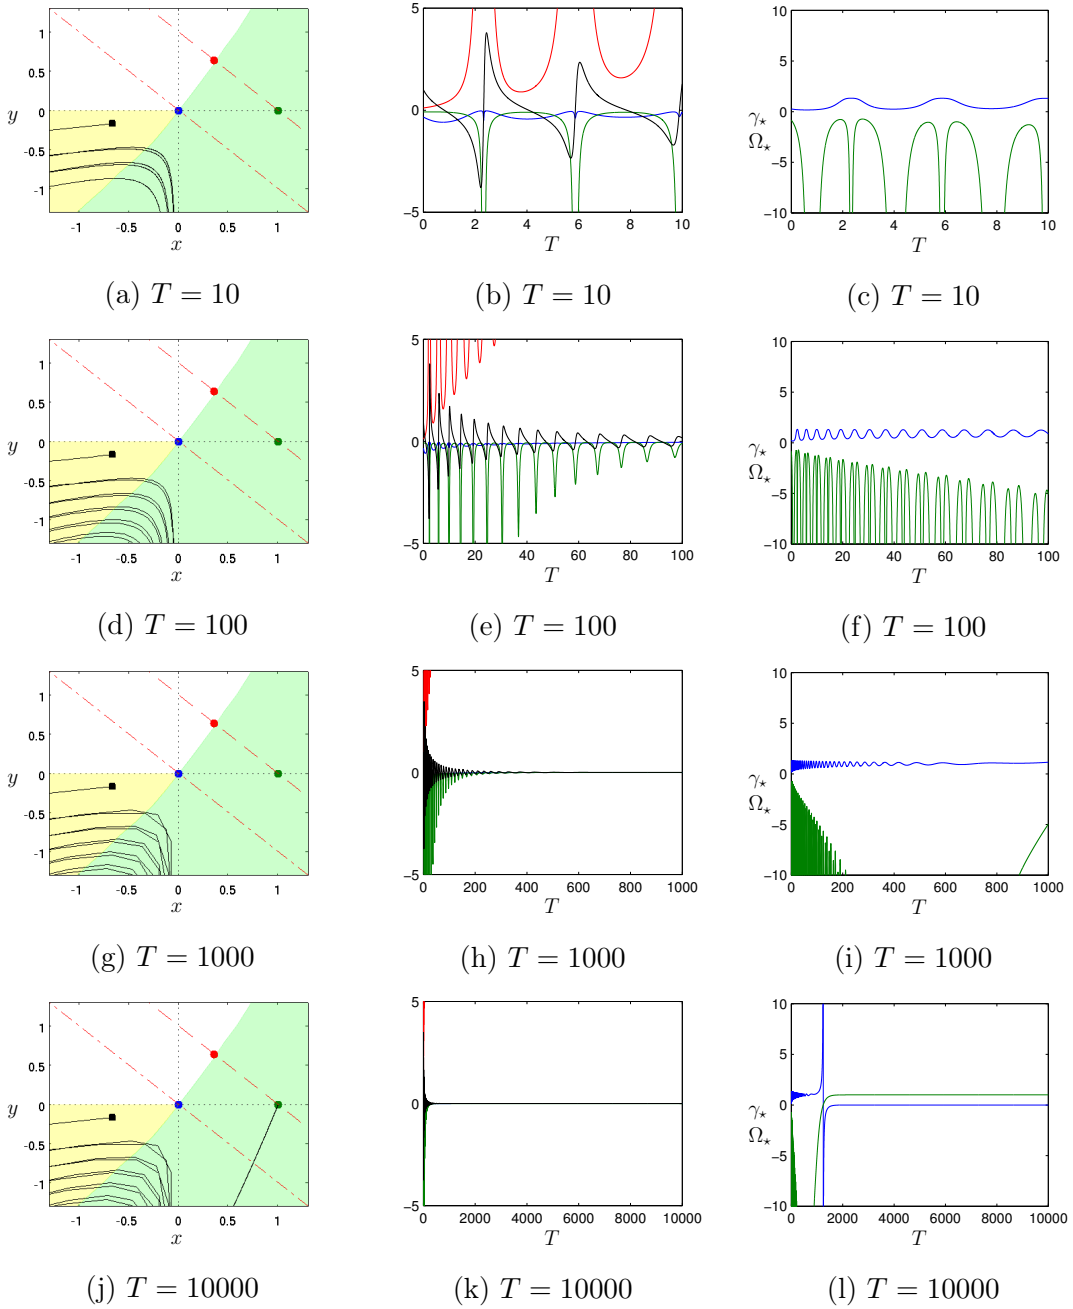 1
0.5
0
-0.5
-1
y
-1 -0.5 0 0.5 1
x
5
0
−5
0 2 4 6 8 10
T
10
5
0
−5
−10
γ⋆
Ω⋆
0 2 4 6 8 10
T
(a) T = 10
(b) T = 10
(c) T = 10
1
0.5
0
-0.5
-1
y
-1 -0.5 0 0.5 1
x
5
0
−5
0 20 40 60 80 100
T
10
5
0
−5
−10
γ⋆
Ω⋆
0 20 40 60 80 100
T
(d) T = 100
(e) T = 100
(f) T = 100
1
0.5
0
-0.5
-1
y
-1 -0.5 0 0.5 1
x
5
0
−5
0 200 400 600 800 1000
T
10
5
0
−5
−10
γ⋆
Ω⋆
0 200 400 600 800 1000
T
(g) T = 1000
(h) T = 1000
(i) T = 1000
1
0.5
0
-0.5
-1
y
-1 -0.5 0 0.5 1
x
5
0
−5
0 2000 4000 6000 8000 10000
T
10
5
0
−5
−10
γ⋆
Ω⋆
0 2000 4000 6000 8000 10000
T
(j) T = 10000
(k) T = 10000
(l) T = 10000